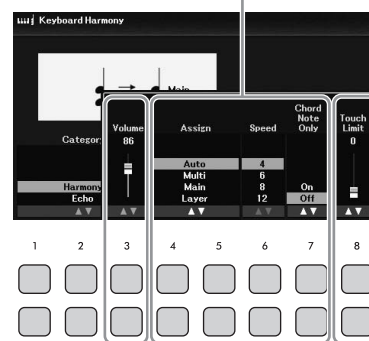 Keyboard Harmony
Main
Category
Volume
86
Assign
Speed
Chord
Note
Only
Touch
Limit
0
Auto
Multi
Main
Layer
4
6
8
12
On
Off
Harmony
Echo
1 2 3 4 5 6 7 8